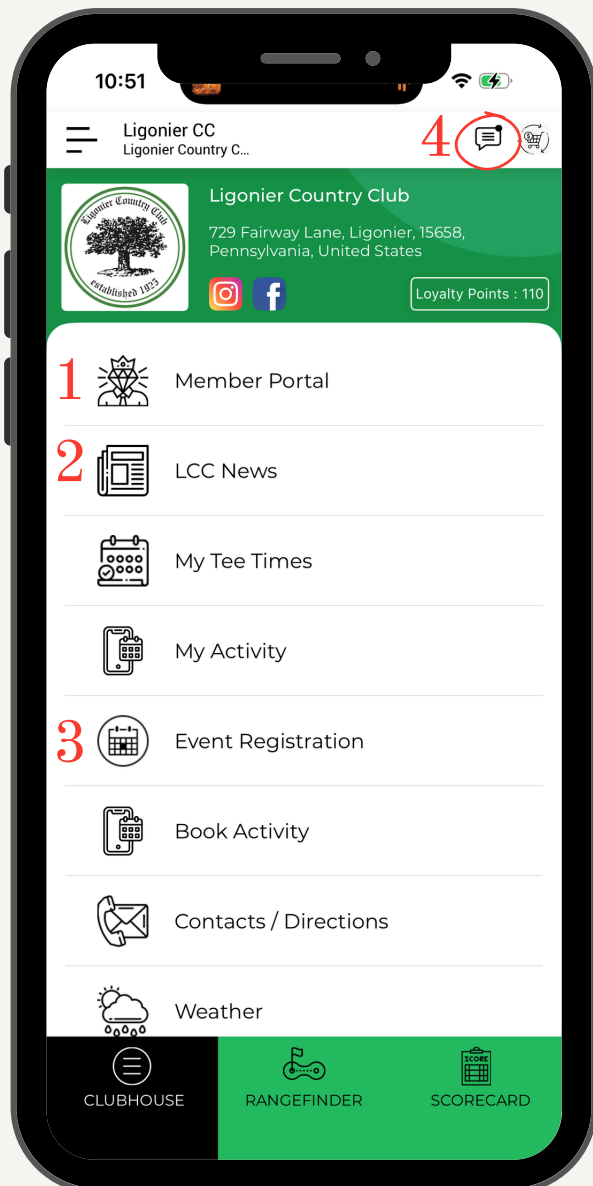 10:51
Ligonier CC
Ligonier Country C...
4
Ligonier Country Club
established 1925
Ligonier Country Club
729 Fairway Lane, Ligonier, 15658,
Pennsylvania, United States
Loyalty Points : 110
1
Member Portal
2
LCC News
My Tee Times
My Activity
3
Event Registration
Book Activity
Contacts / Directions
Weather
CLUBHOUSE
RANGEFINDER
SCORE
SCORECARD